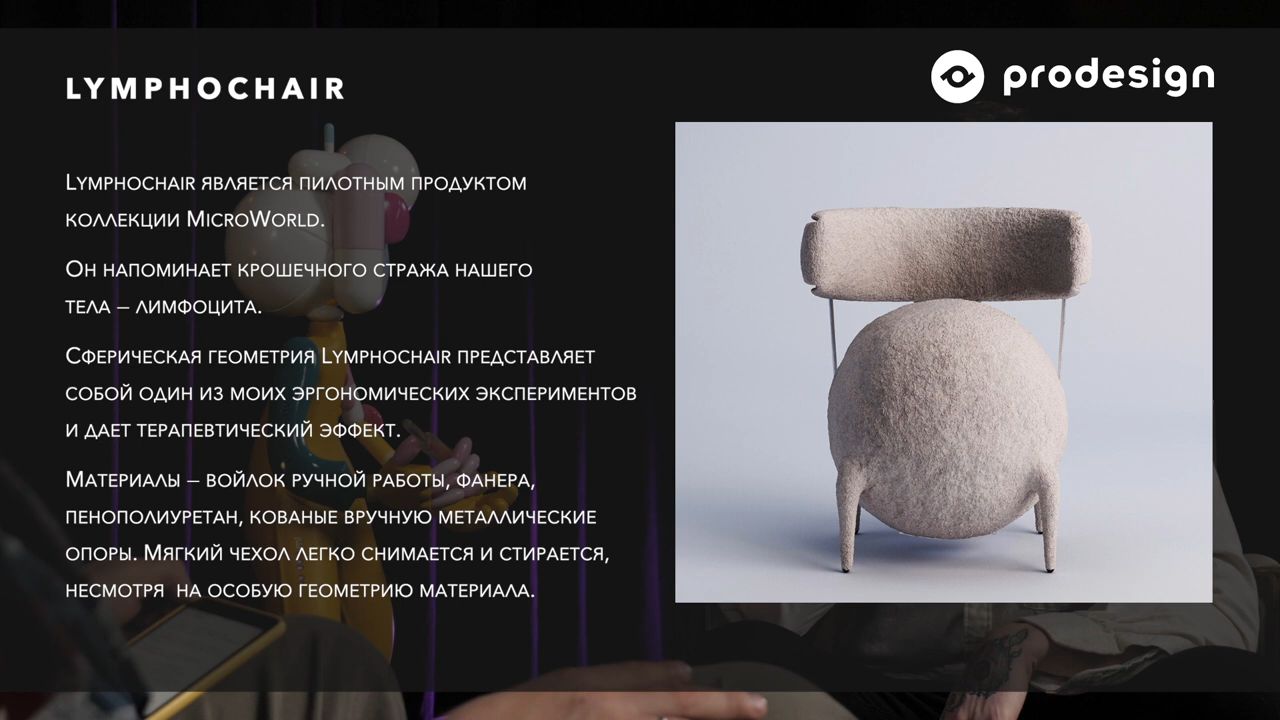 LYMPHOCHAIR
prodesign
Lymphochair является пилотным продуктом
коллекции MicroWorld.
Он напоминает крошечного стража нашего
тела – лимфоцита.
Сферическая геометрия Lymphochair представляет
собой один из моих эргономических экспериментов
и дает терапевтический эффект.
Материалы – войлок ручной работы, фанера,
пенополиуретан, кованые вручную металлические
опоры. Мягкий чехол легко снимается и стирается,
несмотря  на особую геометрию материала.